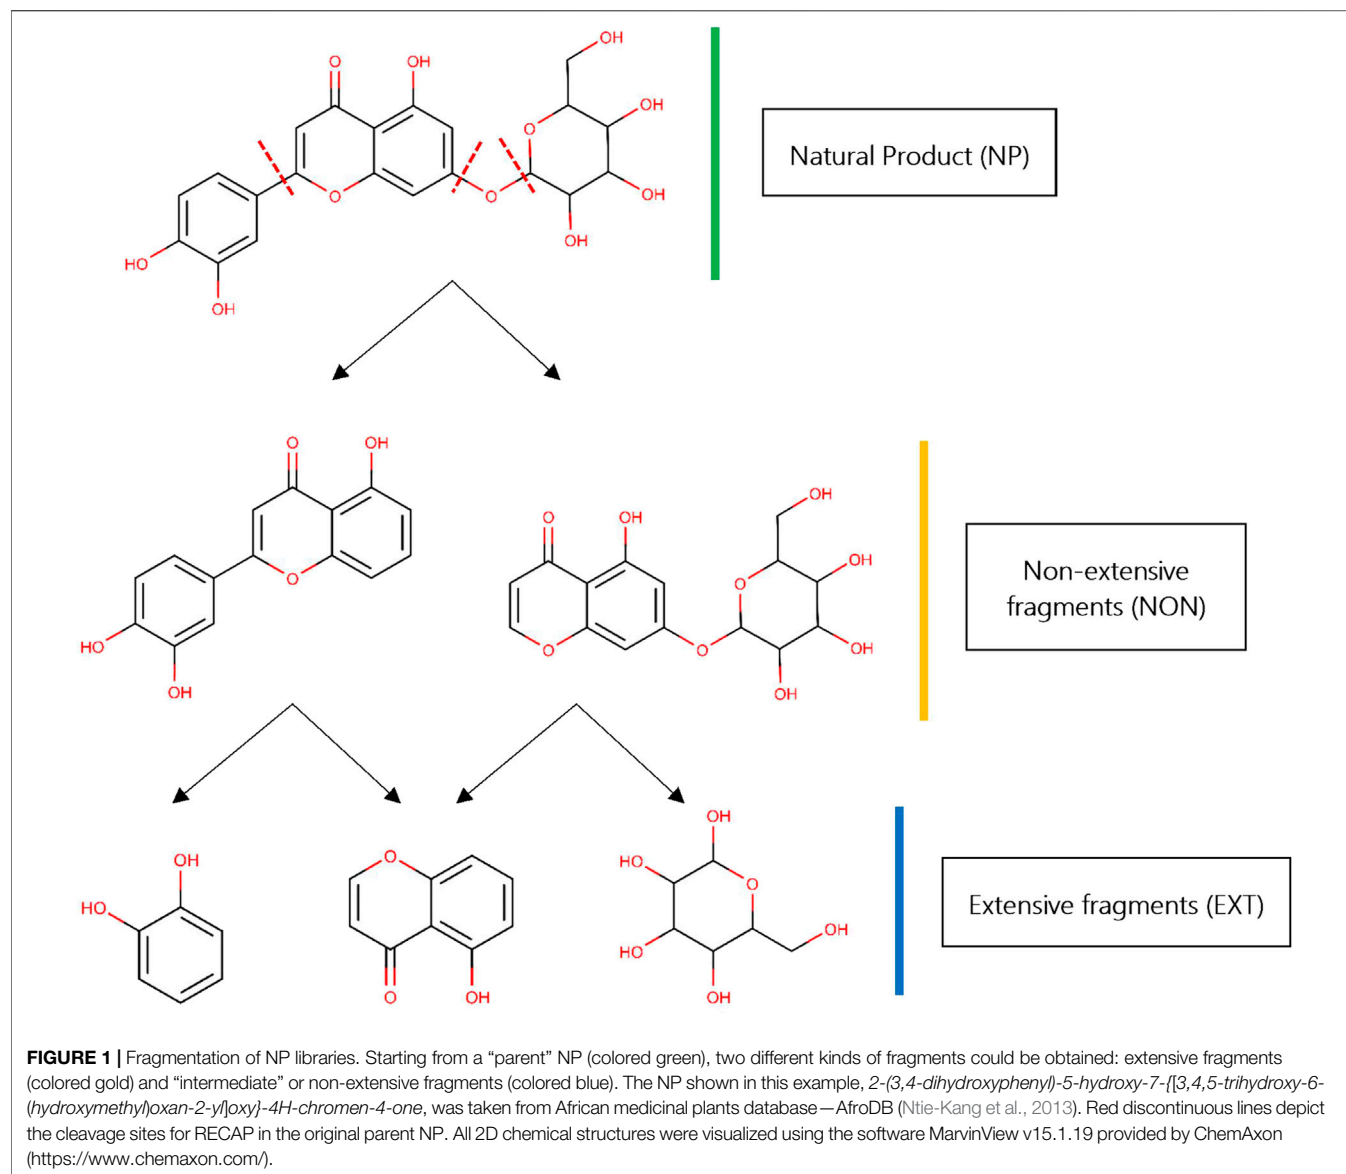 OH
O
OH
OH
O
Natural Product (NP)
O
O
OH
OH
HO
OH
O
OH
OH
O
OH
Non-extensive
fragments (NON)
OH
O
O
HO
O
O
OH
OH
OH
OH
HO
OH
O
O
Extensive fragments (EXT)
HO
OH
HO
O
OH
OH
FIGURE 1 | Fragmentation of NP libraries. Starting from a “parent” NP (colored green), two different kinds of fragments could be obtained: extensive fragments
(colored gold) and “intermediate” or non-extensive fragments (colored blue). The NP shown in this example, 2-(3,4-dihydroxyphenyl)-5-hydroxy-7-{[3,4,5-trihydroxy-6-
(hydroxymethyl)oxan-2-yl]oxy}-4H-chromen-4-one, was taken from African medicinal plants database—AfroDB (Ntie-Kang et al., 2013). Red discontinuous lines depict
the cleavage sites for RECAP in the original parent NP. All 2D chemical structures were visualized using the software MarvinView v15.1.19 provided by ChemAxon
(https://www.chemaxon.com/).